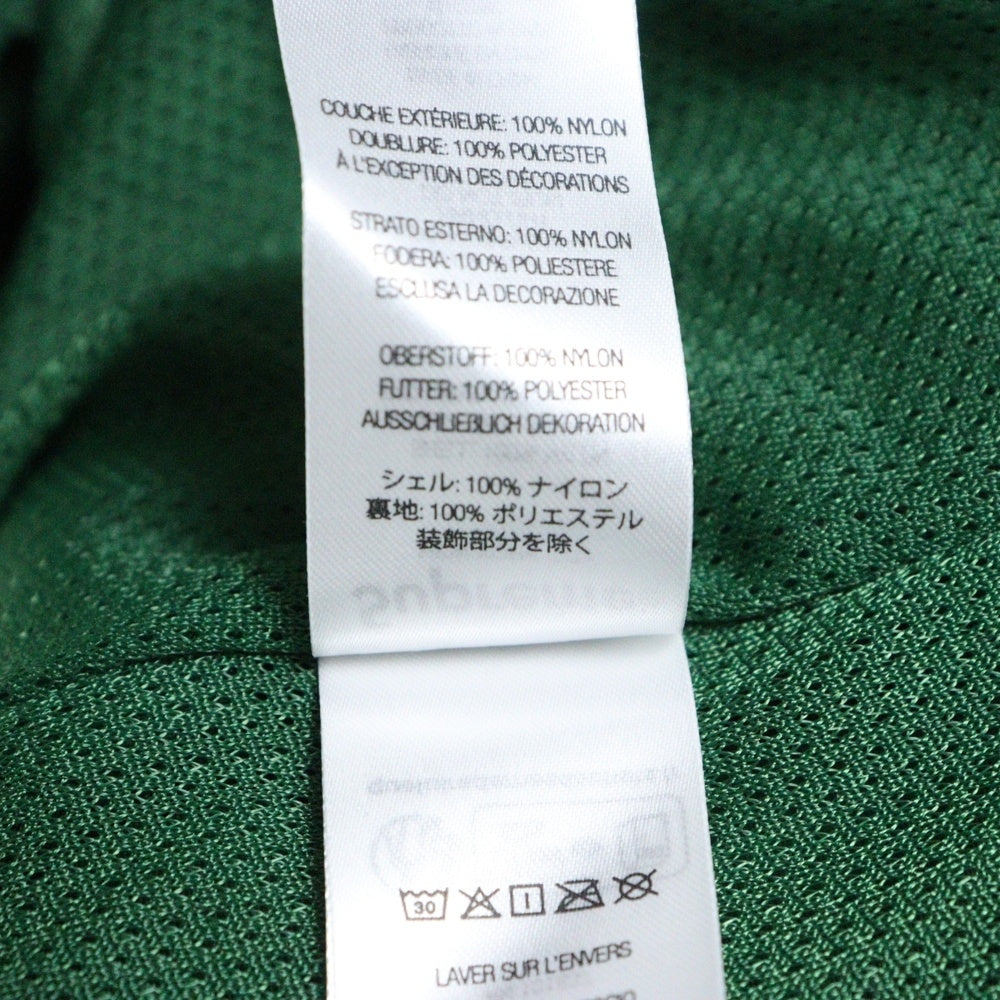 COUCHE EXTÉRIEURE: 100% NYLON
DOUBLURE: 100% POLYESTER
À L'EXCEPTION DES DÉCORATIONS
STRATO ESTERNO: 100% NYLON
FODERA: 100% POLIESTERE
ESCLUSA LA DECORAZIONE
OBERSTOFF: 100% NYLON
FUTTER: 100% POLYESTER
AUSSCHLIEßLICH DEKORATION
シェル: 100% ナイロン
裏地: 100% ポリエステル
装飾部分を除く
30
LAVER SUR L'ENVERS